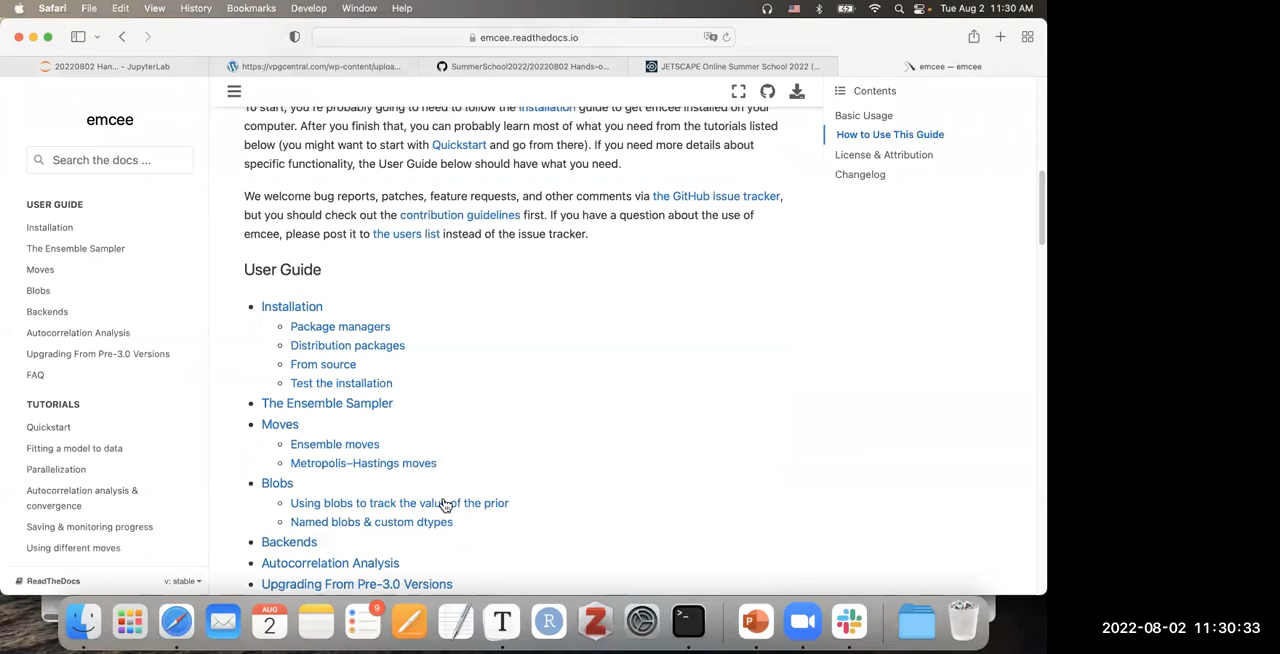 Safari File Edit View History Bookmarks Develop Window Help
Tue Aug 2 11:30 AM
emcee.readthedocs.io
20220802 Han... - JupyterLab
https://vpgcentral.com/wp-content/uploa...
SummerSchool2022/20220802 Hands-o...
JETSCAPE Online Summer School 2022 (...
emcee — emcee
emcee
Search the docs ...
USER GUIDE
Installation
The Ensemble Sampler
Moves
Blobs
Backends
Autocorrelation Analysis
Upgrading From Pre-3.0 Versions
FAQ
TUTORIALS
Quickstart
Fitting a model to data
Parallelization
Autocorrelation analysis &
convergence
Saving & monitoring progress
Using different moves
ReadTheDocs
v: stable
To start, you're probably going to need to follow the Installation guide to get emcee installed on your
computer. After you finish that, you can probably learn most of what you need from the tutorials listed
below (you might want to start with Quickstart and go from there). If you need more details about
specific functionality, the User Guide below should have what you need.
We welcome bug reports, patches, feature requests, and other comments via the GitHub issue tracker,
but you should check out the contribution guidelines first. If you have a question about the use of
emcee, please post it to the users list instead of the issue tracker.
User Guide
Installation
Package managers
Distribution packages
From source
Test the installation
The Ensemble Sampler
Moves
Ensemble moves
Metropolis–Hastings moves
Blobs
Using blobs to track the value of the prior
Named blobs & custom dtypes
Backends
Autocorrelation Analysis
Upgrading From Pre-3.0 Versions
Contents
Basic Usage
How to Use This Guide
License & Attribution
Changelog
AUG
2
9
T
R
Z
P
2022-08-02 11:30:33